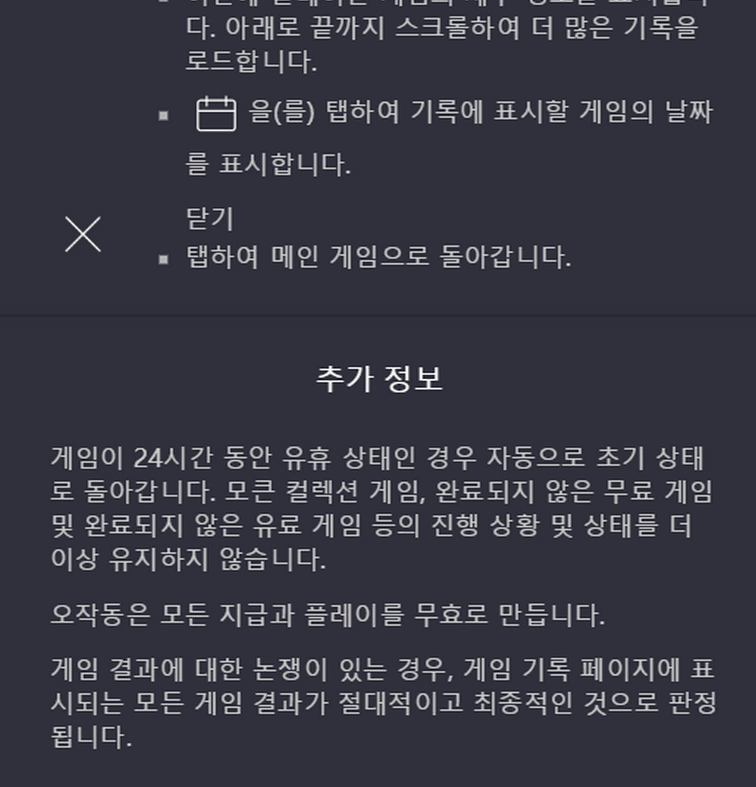 다. 아래로 끝까지 스크롤하여 더 많은 기록을
로드합니다.
을(를) 탭하여 기록에 표시할 게임의 날짜
를 표시합니다.
닫기
탭하여 메인 게임으로 돌아갑니다.
추가 정보
게임이 24시간 동안 유휴 상태인 경우 자동으로 초기 상태
로 돌아갑니다. 모큰 컬렉션 게임, 완료되지 않은 무료 게임
및 완료되지 않은 유료 게임 등의 진행 상황 및 상태를 더
이상 유지하지 않습니다.
오작동은 모든 지급과 플레이를 무효로 만듭니다.
게임 결과에 대한 논쟁이 있는 경우, 게임 기록 페이지에 표
시되는 모든 게임 결과가 절대적이고 최종적인 것으로 판정
됩니다.